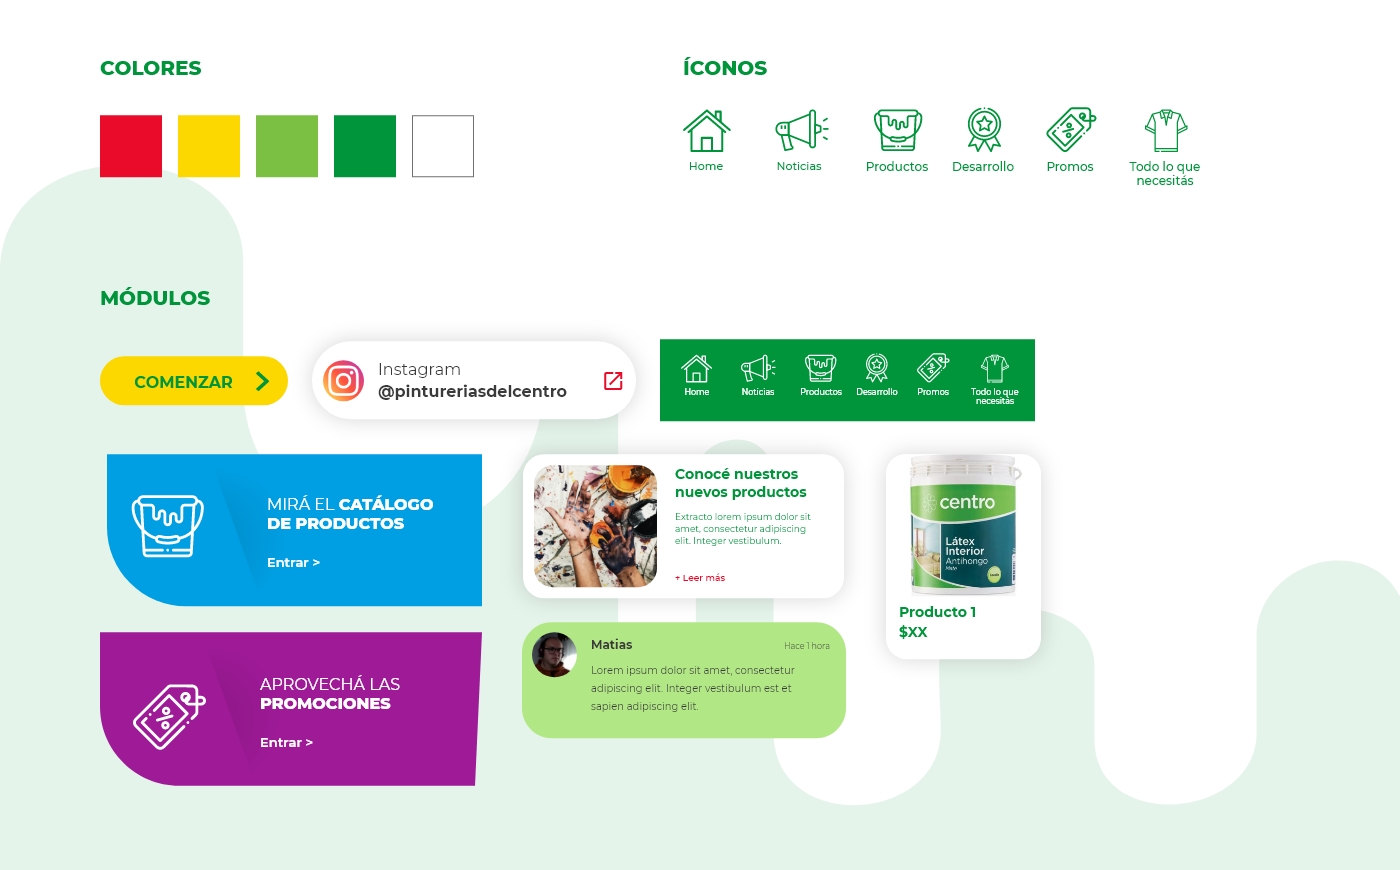 COLORES
ÍCONOS
Home
Noticias
Productos
Desarrollo
Promos
Todo lo que
necesitás
MÓDULOS
COMENZAR
Instagram
@pintureriasdelcentro
Home
Noticias
Productos
Desarrollo
Promos
Todo lo que
necesitás
MIRÁ EL CATÁLOGO
DE PRODUCTOS
Entrar >
Conocé nuestros
nuevos productos
Extracto lorem ipsum dolor sit
amet, consectetur adipiscing
elit. Integer vestibulum.
+ Leer más
centro
Látex
Interior
Antihongo
Mate
Producto 1
$XX
APROVECHÁ LAS
PROMOCIONES
Entrar >
Matias
Hace 1 hora
Lorem ipsum dolor sit amet, consectetur
adipiscing elit. Integer vestibulum est et
sapien adipiscing elit.